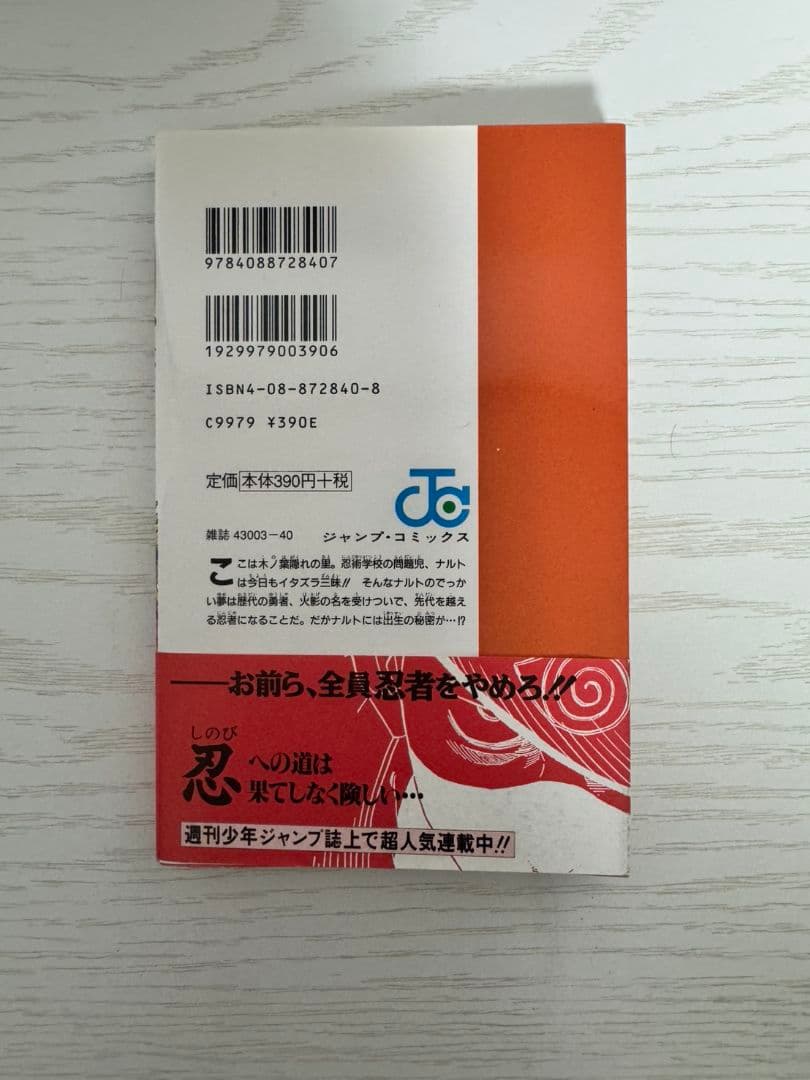 9784088728407
1929979003906
ISBN4-08-872840-8
C9979 ¥390E
定価 本体390円+税
雑誌 43003-40
ジャンプ・コミックス
ここは木ノ葉隠れの里。忍術学校の問題児、ナルト
は今日もイタズラ三昧!! そんなナルトのでっか
い夢は歴代の勇者、火影の名を受けついで、先代を越え
る忍者になることだ。だがナルトには出生の秘密が…!?
——お前ら、全員忍者をやめろ!!
しのび
忍への道は
果てしなく険しい…
週刊少年ジャンプ誌上で超人気連載中!!